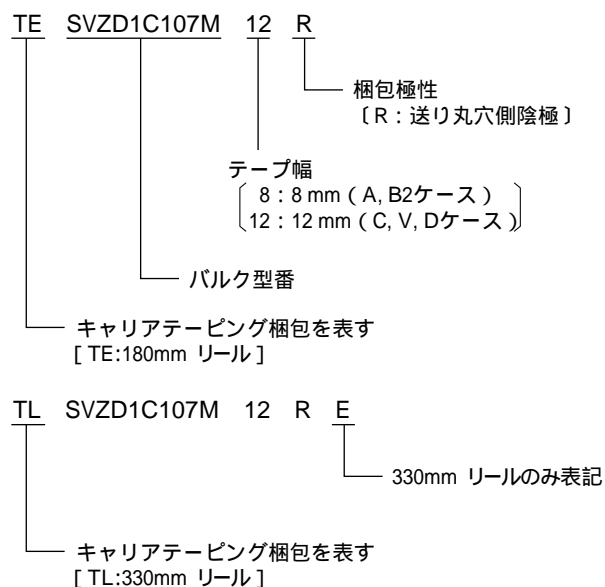 TE SVZD1C107M 12 R
梱包極性
〔R：送り丸穴側陰極〕
テープ幅
8：8 mm（A, B2ケース）
12：12 mm（C, V, Dケース）
バルク型番
キャリアテーピング梱包を表す
[ TE:180mm リール ]
TL SVZD1C107M 12 R E
330mm リールのみ表記
キャリアテーピング梱包を表す
[ TL:330mm リール ]